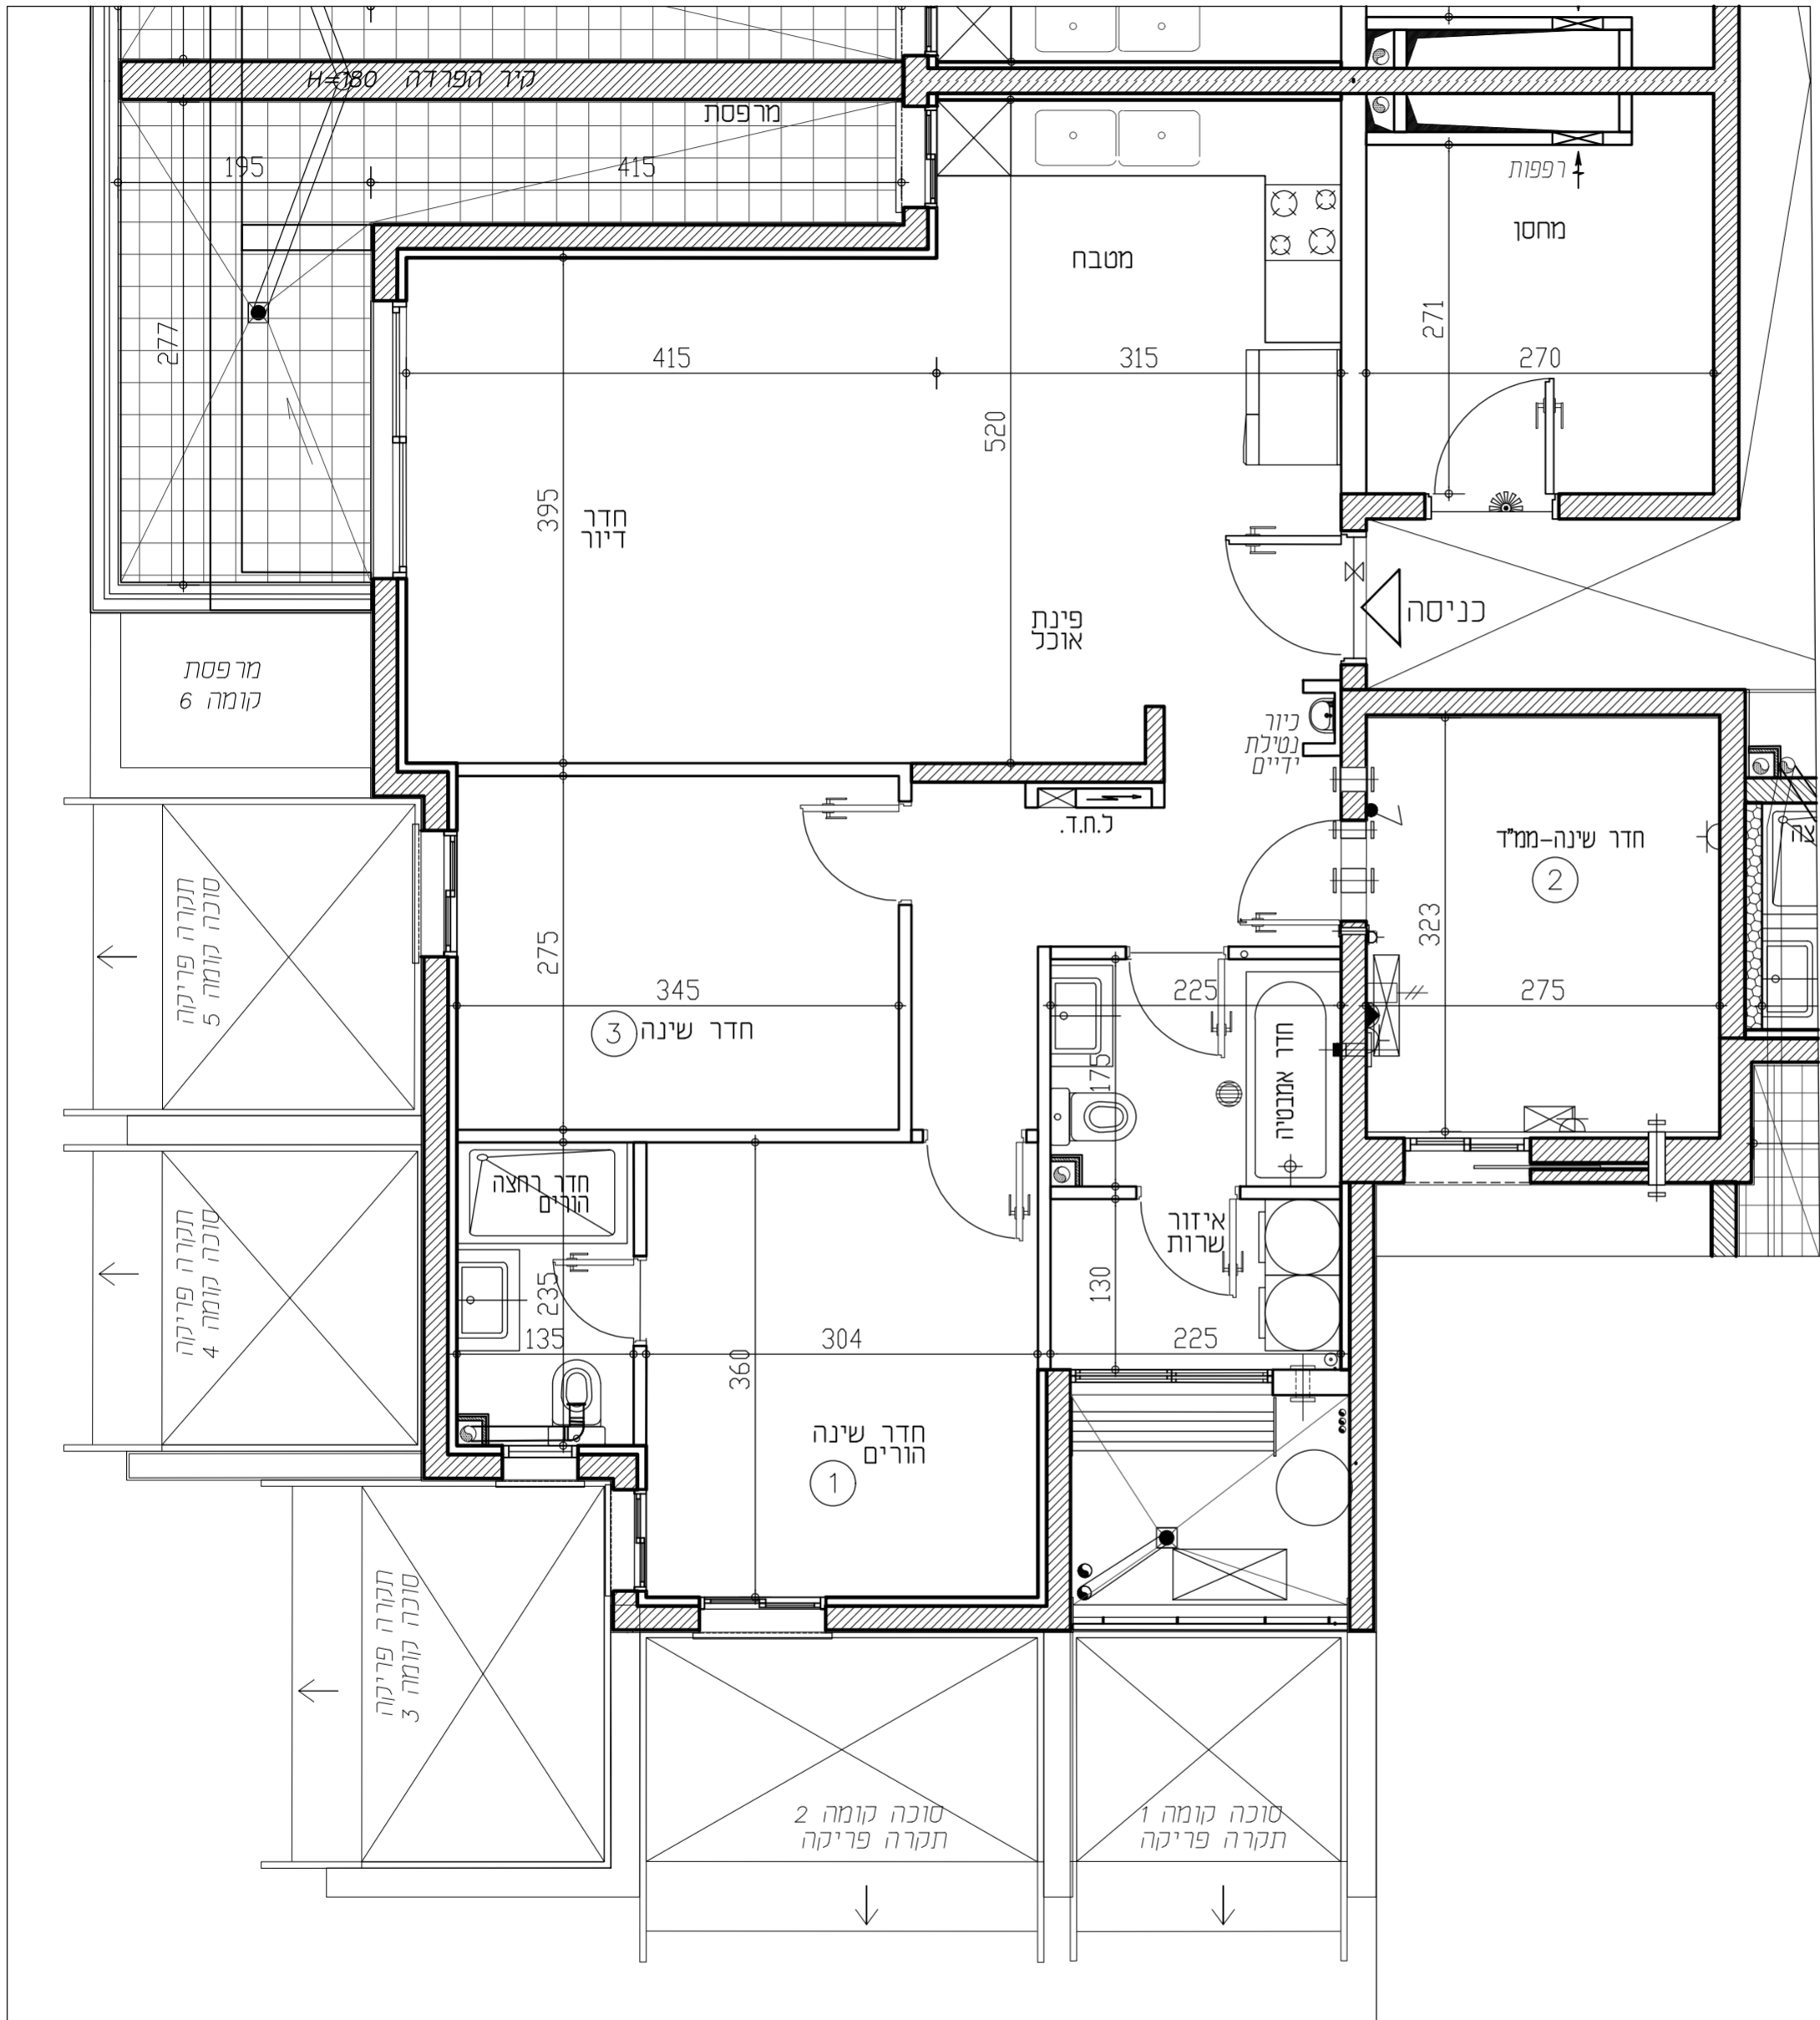 קיר הפרדה H=180
מרפסת
195
415
רפפות
מחסן
מטבח
277
271
415
315
270
520
395
חדר
דיור
כניסה
פינת
אוכל
מרפסת
קומה 6
כיור
נטילת
ידיים
ל.ח.ד.
חדר שינה-ממ"ד
2
צה
323
275
סוכה קומה 5
תקרה פריקה
275
345
225
חדר שינה
3
חדר אמבטיה
175
סוכה קומה 4
תקרה פריקה
חדר רחצה
הורים
איזור
שרות
235
130
135
304
225
360
חדר שינה
הורים
1
סוכה קומה 3
תקרה פריקה
סוכה קומה 2
תקרה פריקה
סוכה קומה 1
תקרה פריקה